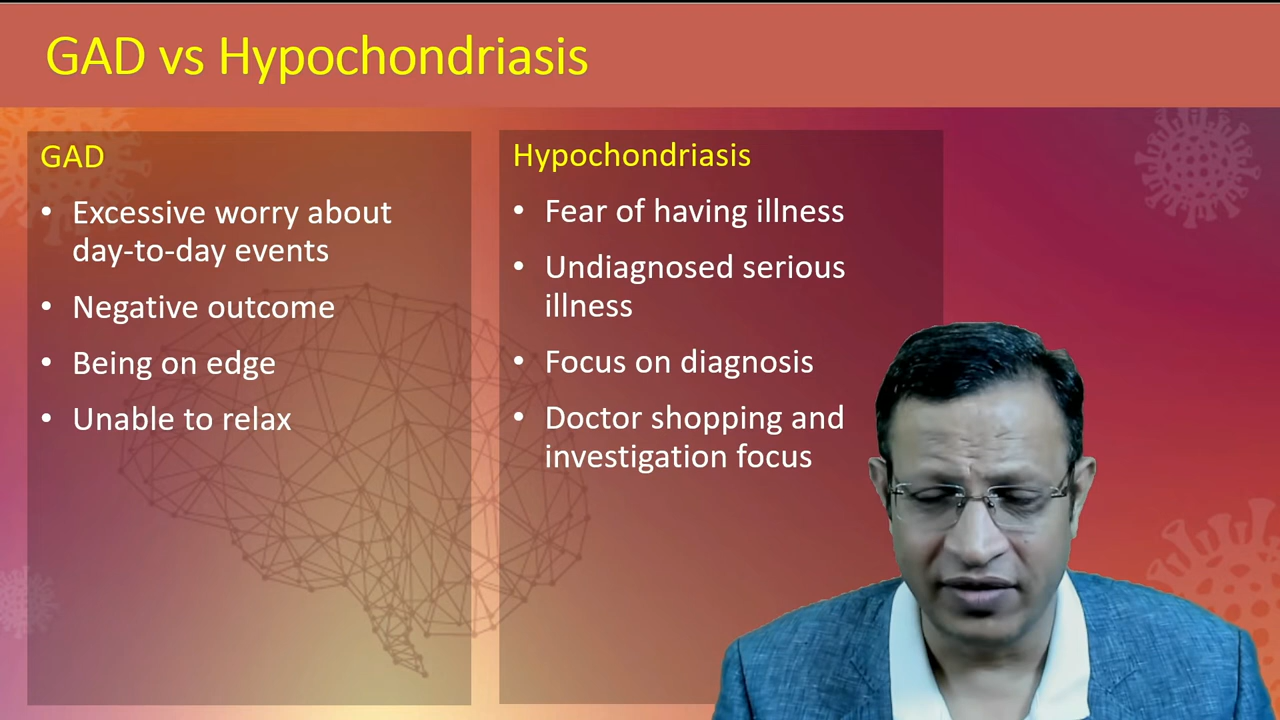 GAD vs Hypochondriasis
GAD
• Excessive worry about
day-to-day events
• Negative outcome
• Being on edge
• Unable to relax
Hypochondriasis
• Fear of having illness
• Undiagnosed serious
illness
• Focus on diagnosis
• Doctor shopping and
investigation focus